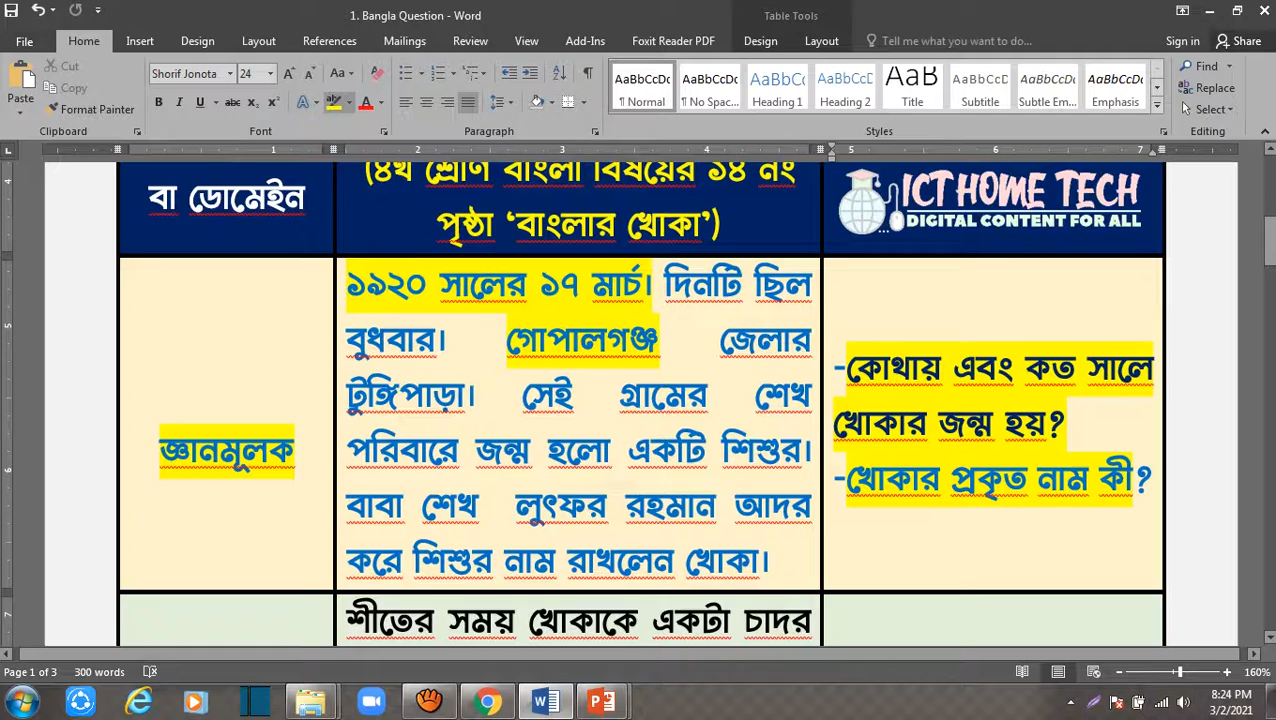 1. Bangla Question - Word
Table Tools
File Home Insert Design Layout References Mailings Review View Add-Ins Foxit Reader PDF Design Layout Tell me what you want to do... Sign in Share
Paste
Cut
Copy
Format Painter
Shorif Jonota 24
AaBbCcDc AaBbCcDc AaBbCc AaBbCcD AaB AaBbCcD AaBbCcDc AaBbCcDc
¶ Normal ¶ No Spac... Heading 1 Heading 2 Title Subtitle Subtle Em... Emphasis
Find
Replace
Select
Clipboard Font Paragraph Styles Editing
বা ডোমেইন
(৪র্থ শ্রেণি বাংলা বিষয়ের ১৪ নং
পৃষ্ঠা ‘বাংলার খোকা’)
ICT HOME TECH
DIGITAL CONTENT FOR ALL
জ্ঞানমূলক
১৯২০ সালের ১৭ মার্চ। দিনটি ছিল
বুধবার। গোপালগঞ্জ জেলার
টুঙ্গিপাড়া। সেই গ্রামের শেখ
পরিবারে জন্ম হলো একটি শিশুর।
বাবা শেখ লুৎফর রহমান আদর
করে শিশুর নাম রাখলেন খোকা।
-কোথায় এবং কত সালে
খোকার জন্ম হয়?
-খোকার প্রকৃত নাম কী?
শীতের সময় খোকাকে একটা চাদর
Page 1 of 3 300 words 160%
8:24 PM
3/2/2021